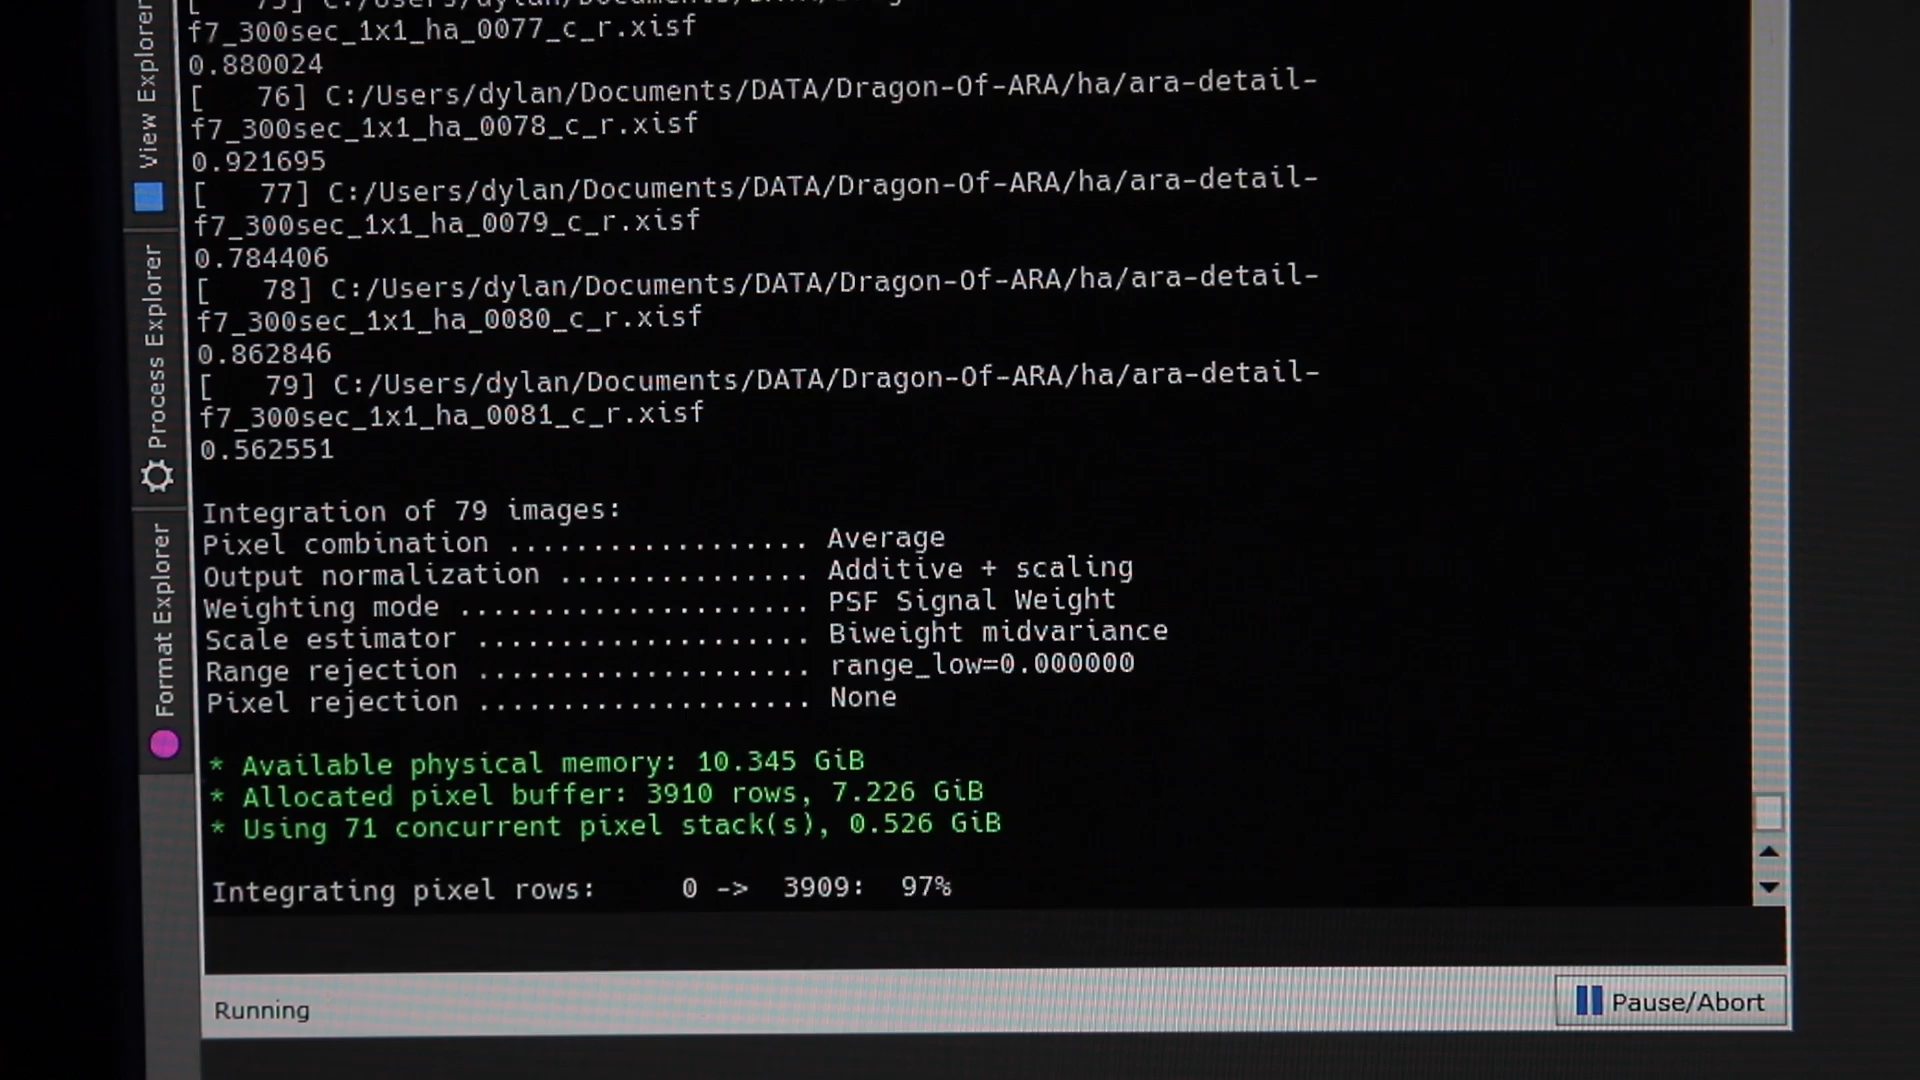 f7_300sec_1x1_ha_0077_c_r.xisf
0.880024
[   76] C:/Users/dylan/Documents/DATA/Dragon-Of-ARA/ha/ara-detail-
f7_300sec_1x1_ha_0078_c_r.xisf
0.921695
[   77] C:/Users/dylan/Documents/DATA/Dragon-Of-ARA/ha/ara-detail-
f7_300sec_1x1_ha_0079_c_r.xisf
0.784406
[   78] C:/Users/dylan/Documents/DATA/Dragon-Of-ARA/ha/ara-detail-
f7_300sec_1x1_ha_0080_c_r.xisf
0.862846
[   79] C:/Users/dylan/Documents/DATA/Dragon-Of-ARA/ha/ara-detail-
f7_300sec_1x1_ha_0081_c_r.xisf
0.562551
Integration of 79 images:
Pixel combination .................. Average
Output normalization ............... Additive + scaling
Weighting mode ..................... PSF Signal Weight
Scale estimator .................... Biweight midvariance
Range rejection .................... range_low=0.000000
Pixel rejection .................... None
* Available physical memory: 10.345 GiB
* Allocated pixel buffer: 3910 rows, 7.226 GiB
* Using 71 concurrent pixel stack(s), 0.526 GiB
Integrating pixel rows:     0 ->  3909:  97%
Running
Pause/Abort
View Explorer
Process Explorer
Format Explorer